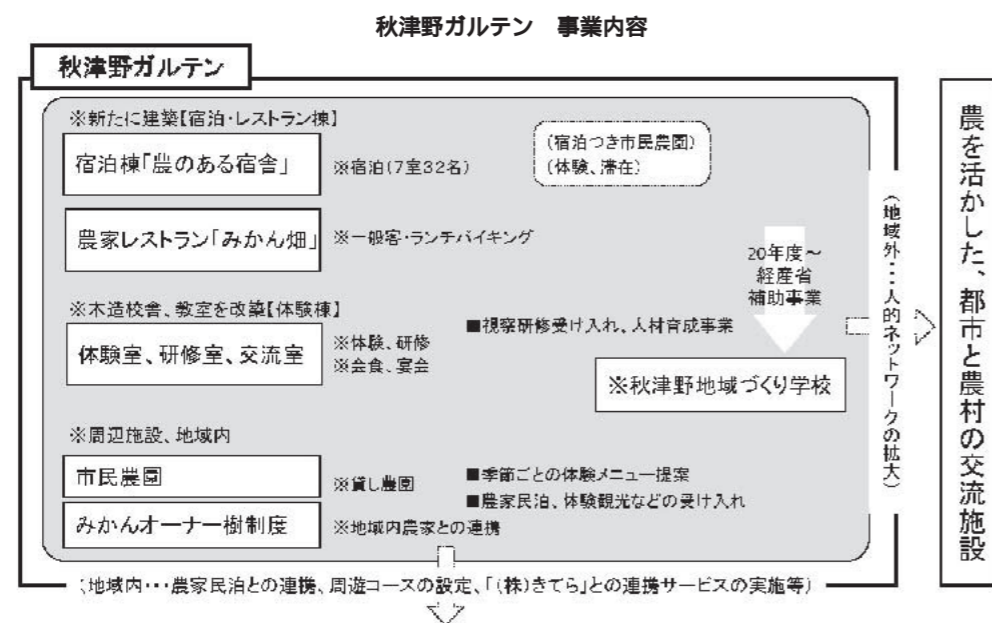 秋津野ガルテン　事業内容
秋津野ガルテン
※新たに建築【宿泊・レストラン棟】
宿泊棟「農のある宿舎」
※宿泊(7室32名)
(宿泊つき市民農園)
(体験、滞在)
農家レストラン「みかん畑」
※一般客・ランチバイキング
20年度～
経産省
補助事業
※木造校舎、教室を改築【体験棟】
体験室、研修室、交流室
※体験、研修
※会食、宴会
■視察研修受け入れ、人材育成事業
※秋津野地域づくり学校
※周辺施設、地域内
市民農園
※貸し農園
■季節ごとの体験メニュー提案
■農家民泊、体験観光などの受け入れ
みかんオーナー樹制度
※地域内農家との連携
(地域内・・・農家民泊との連携、周遊コースの設定、「(株)きてら」との連携サービスの実施等)
(地域外・・・人的ネットワークの拡大)
農を活かした、都市と農村の交流施設